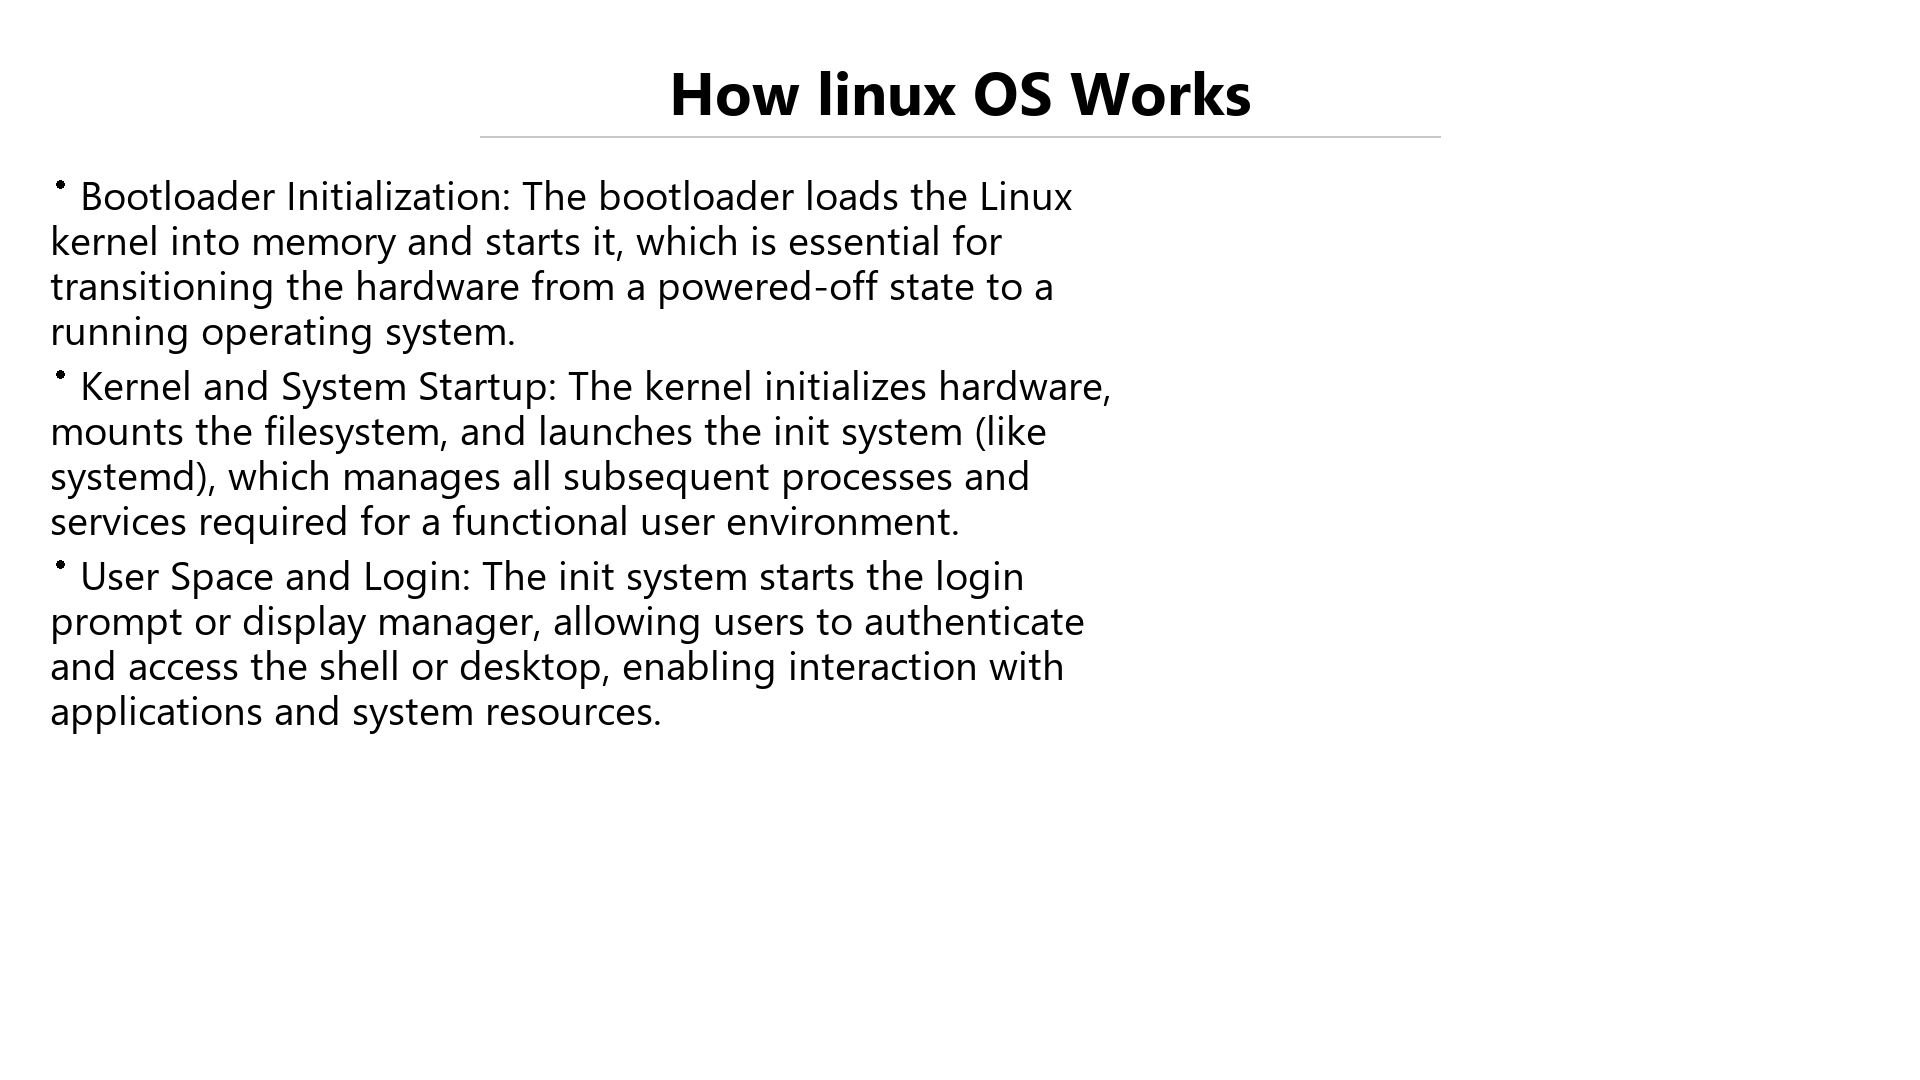 How linux OS Works
• Bootloader Initialization: The bootloader loads the Linux
kernel into memory and starts it, which is essential for
transitioning the hardware from a powered-off state to a
running operating system.
• Kernel and System Startup: The kernel initializes hardware,
mounts the filesystem, and launches the init system (like
systemd), which manages all subsequent processes and
services required for a functional user environment.
• User Space and Login: The init system starts the login
prompt or display manager, allowing users to authenticate
and access the shell or desktop, enabling interaction with
applications and system resources.